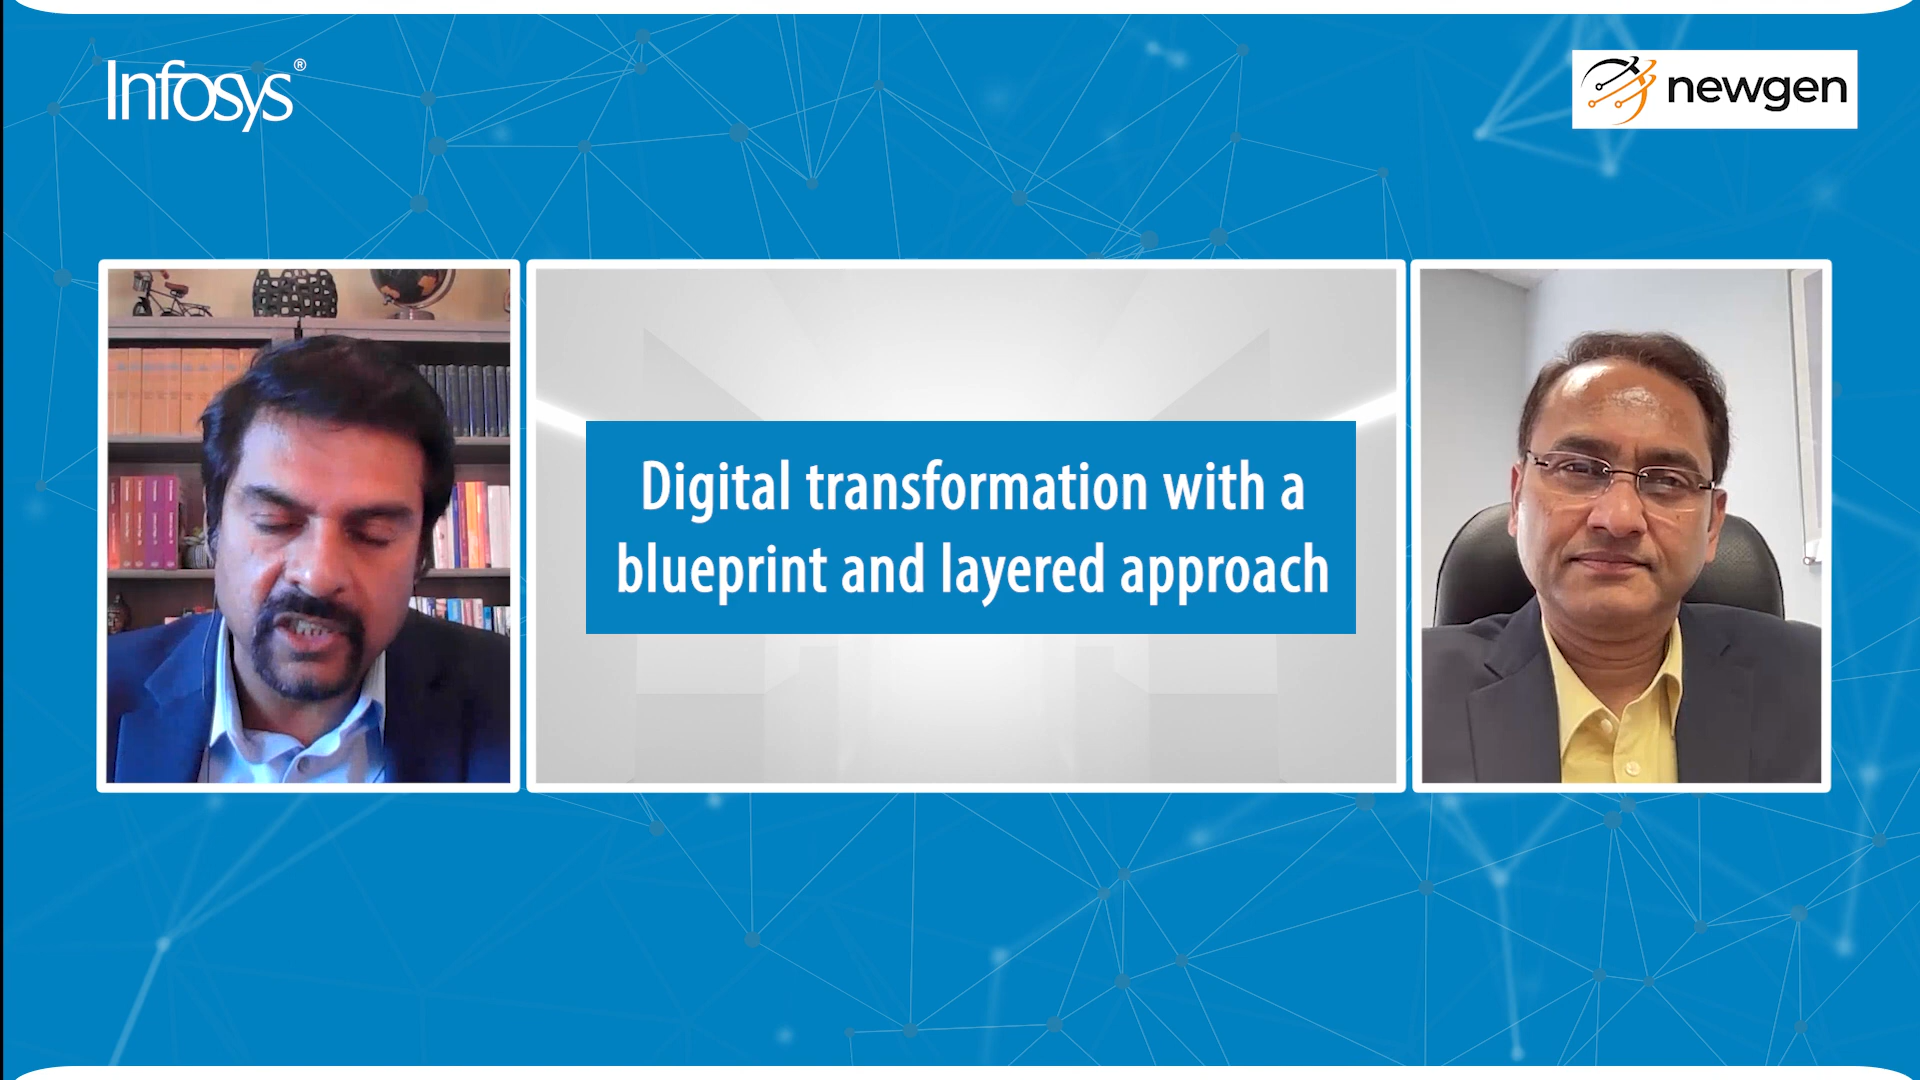 Infosys®
newgen
Digital transformation with a
blueprint and layered approach